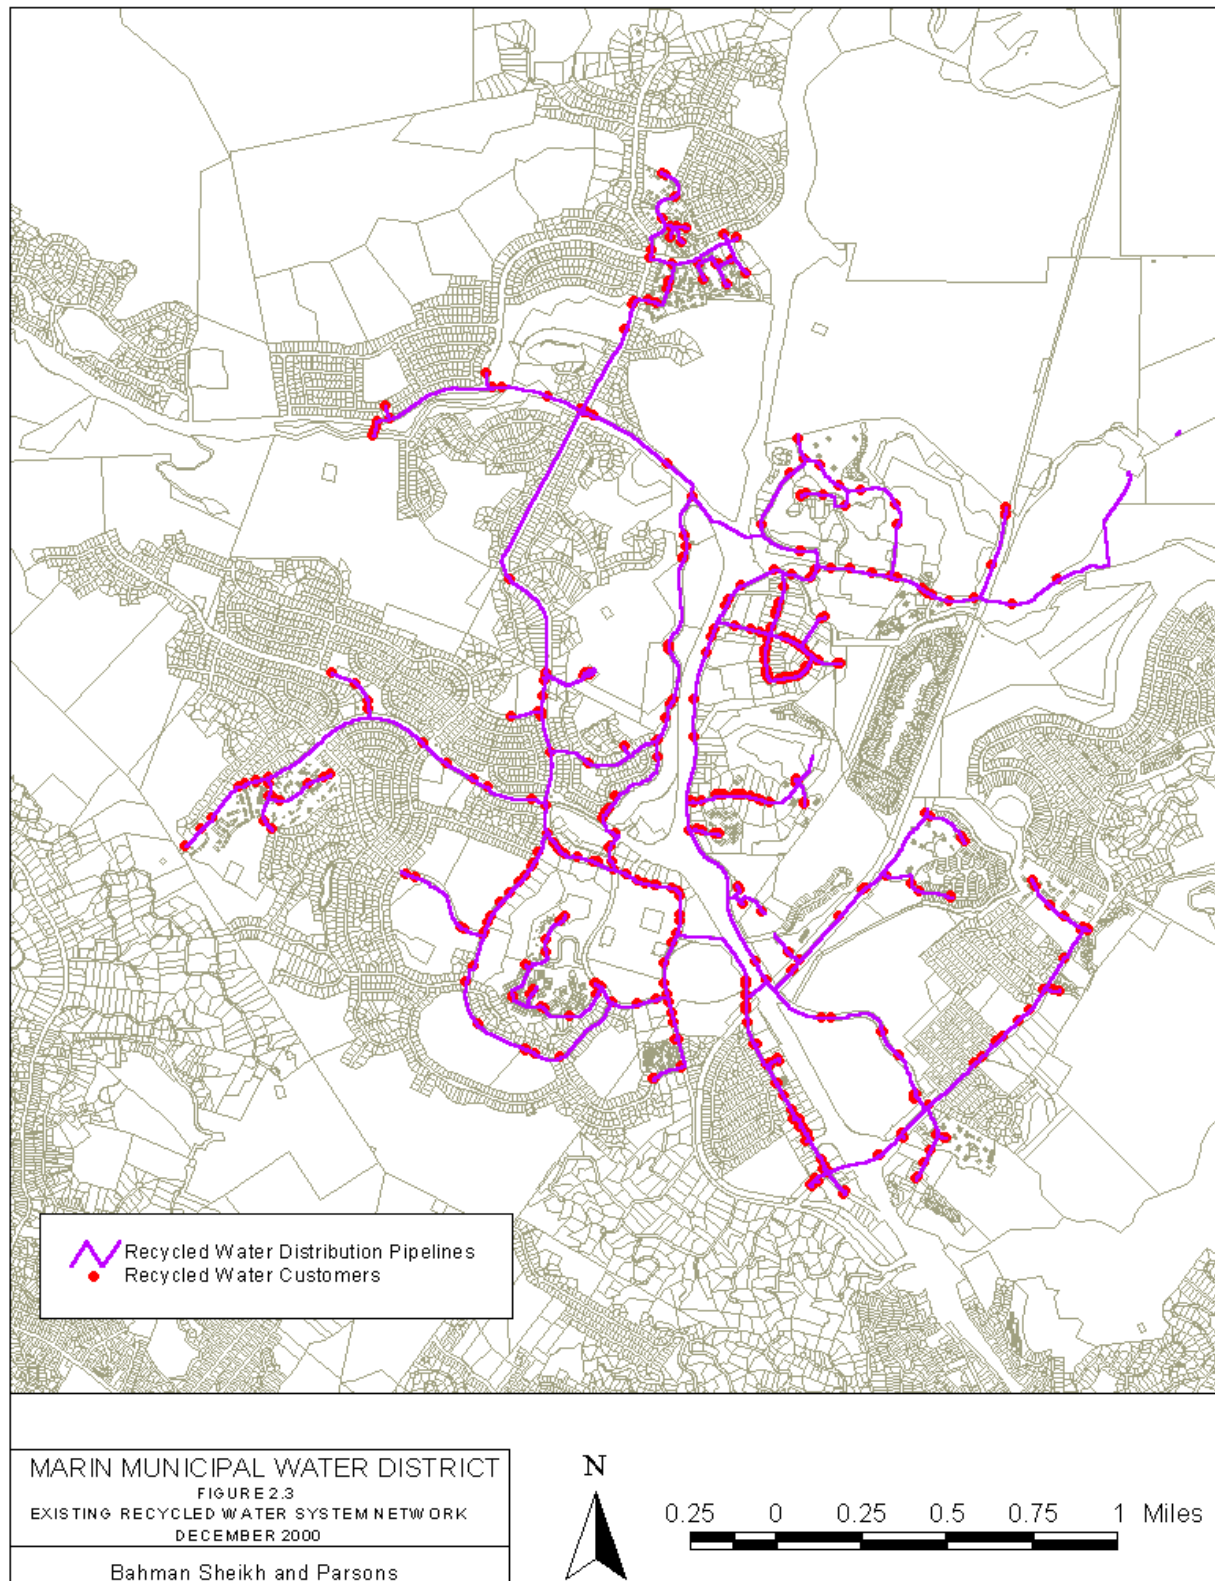 Recycled Water Distribution Pipelines
Recycled Water Customers
MARIN MUNICIPAL WATER DISTRICT
FIGURE 2.3
EXISTING RECYCLED WATER SYSTEM NETWORK
DECEMBER 2000
Bahman Sheikh and Parsons
N
0.25 0 0.25 0.50 0.75 1 Miles